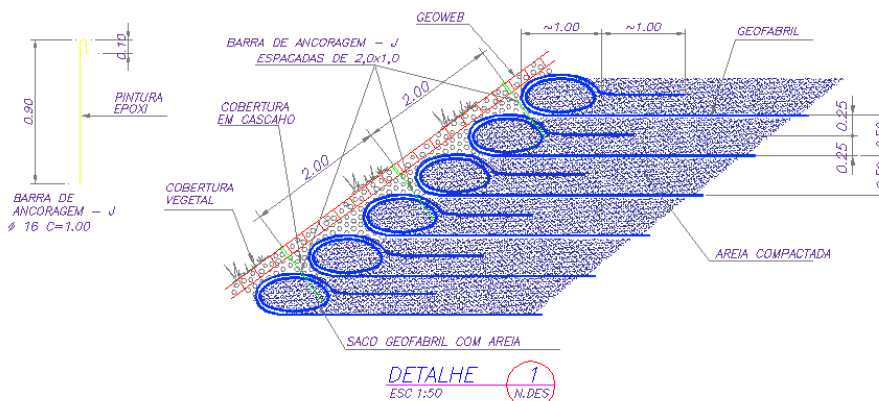 GEOWEB
~1.00
~1.00
GEOFABRIL
BARRA DE ANCORAGEM – J
ESPACADAS DE 2,0x1,0
0.10
0.90
PINTURA
EPOXI
COBERTURA
EM CASCAHO
2.00
2.00
0.25
0.25
COBERTURA
VEGETAL
BARRA DE
ANCORAGEM – J
ϕ 16 C=1.00
AREIA COMPACTADA
SACO GEOFABRIL COM AREIA
DETALHE
1
ESC 1:50
N.DES